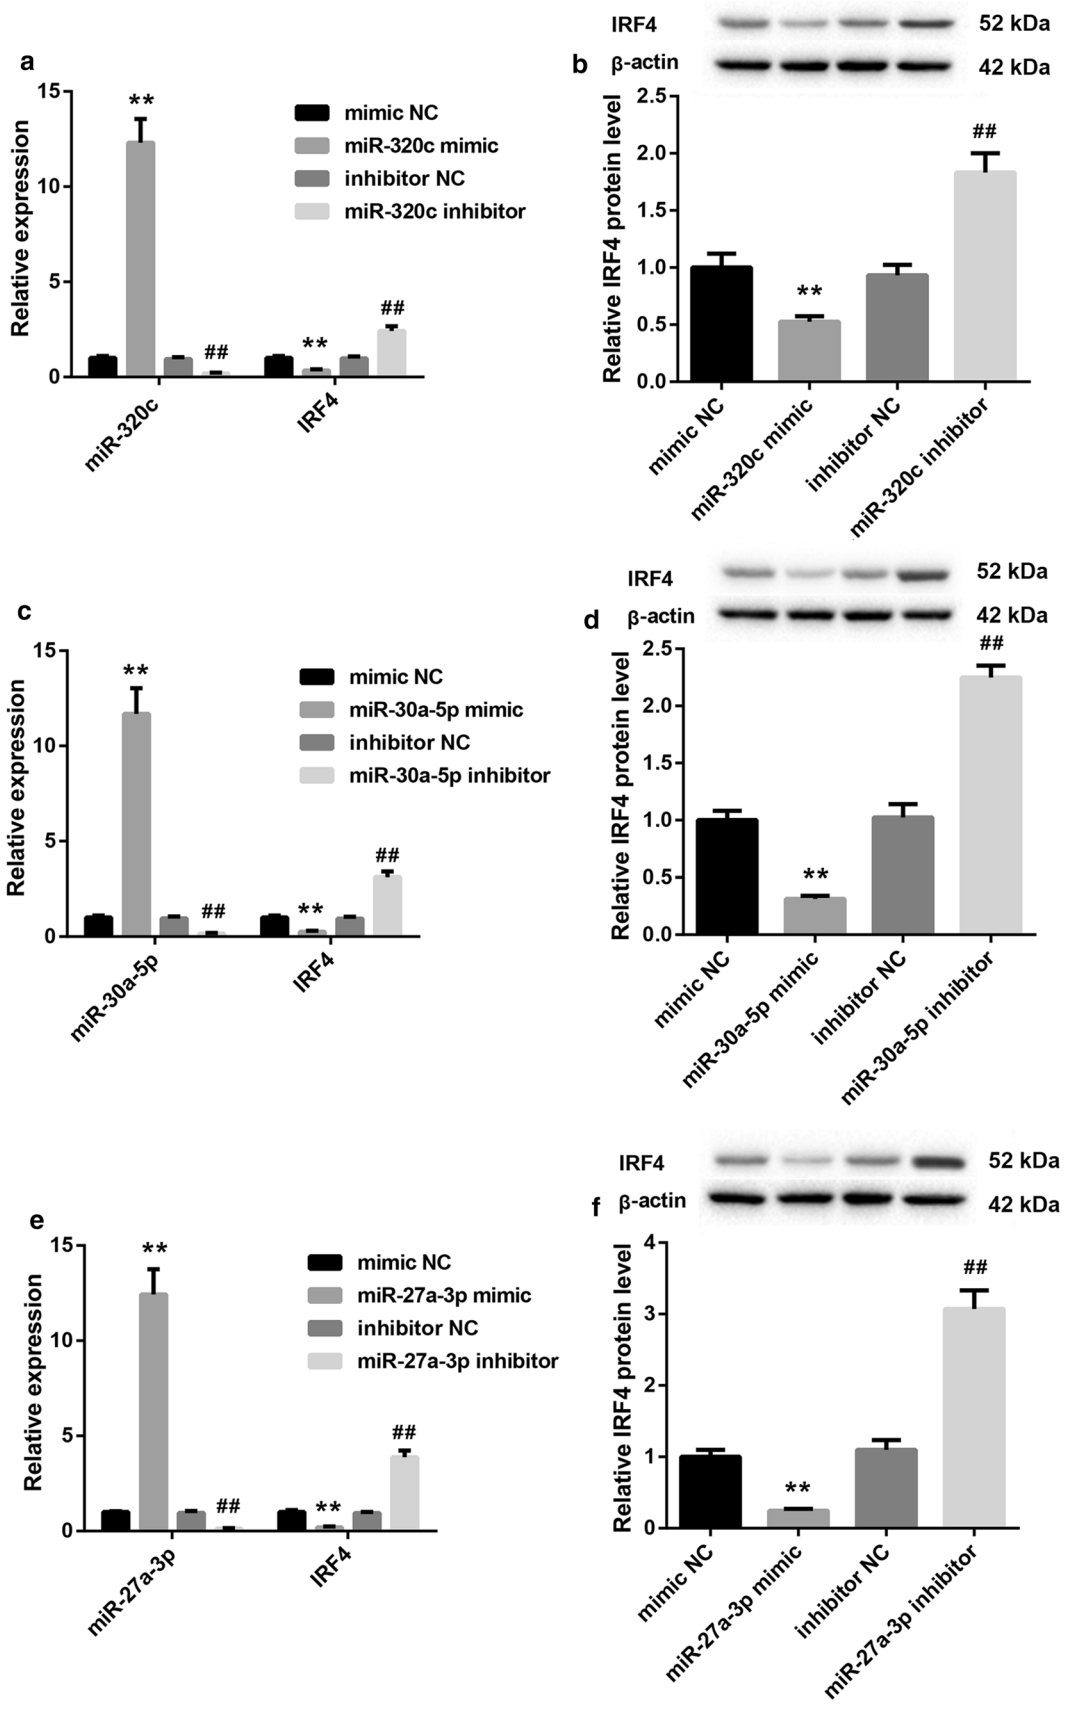 a
15
10
5
0
Relative expression
**
##
**
##
mimic NC
miR-320c mimic
inhibitor NC
miR-320c inhibitor
miR-320c
IRF4
b
IRF4
52 kDa
β-actin
42 kDa
2.5
2.0
1.5
1.0
0.5
0.0
Relative IRF4 protein level
**
##
mimic NC
miR-320c mimic
inhibitor NC
miR-320c inhibitor
c
15
10
5
0
Relative expression
**
##
**
##
mimic NC
miR-30a-5p mimic
inhibitor NC
miR-30a-5p inhibitor
miR-30a-5p
IRF4
d
IRF4
52 kDa
β-actin
42 kDa
2.5
2.0
1.5
1.0
0.5
0.0
Relative IRF4 protein level
**
##
mimic NC
miR-30a-5p mimic
inhibitor NC
miR-30a-5p inhibitor
e
15
10
5
0
Relative expression
**
##
**
##
mimic NC
miR-27a-3p mimic
inhibitor NC
miR-27a-3p inhibitor
miR-27a-3p
IRF4
f
IRF4
52 kDa
β-actin
42 kDa
4
3
2
1
0
Relative IRF4 protein level
**
##
mimic NC
miR-27a-3p mimic
inhibitor NC
miR-27a-3p inhibitor